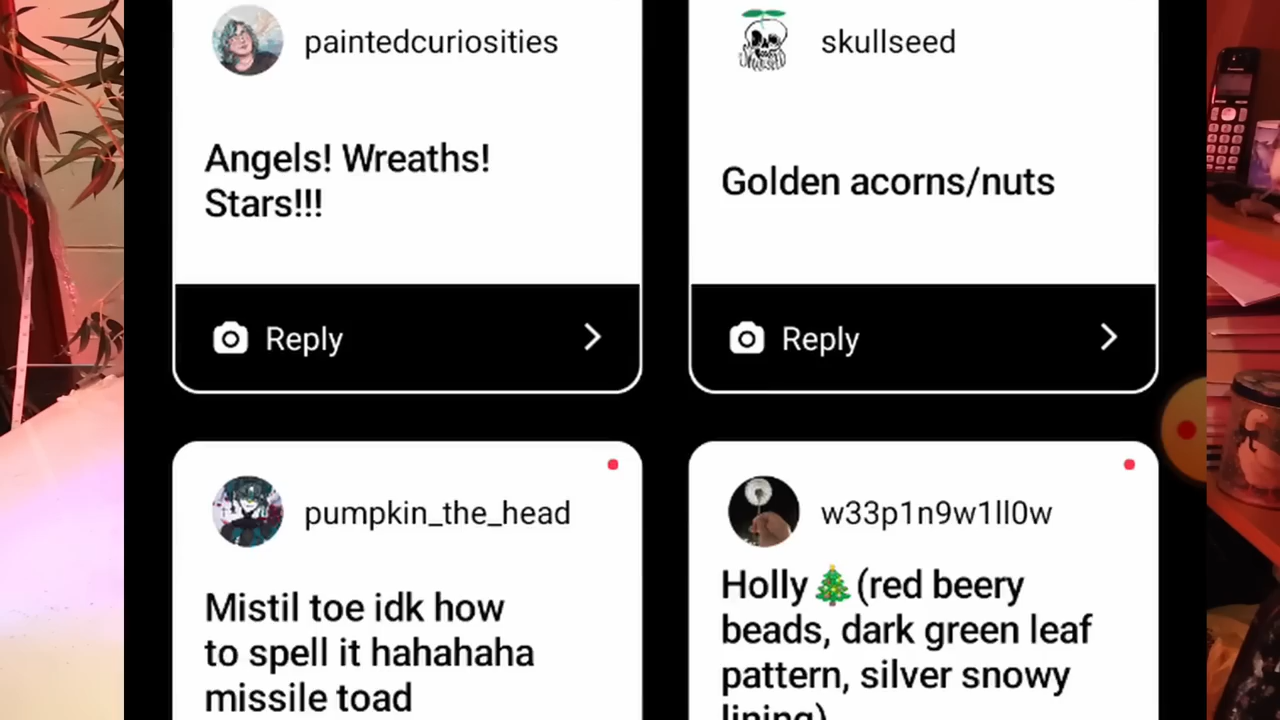 paintedcuriosities
Angels! Wreaths!
Stars!!!
Reply
skullseed
Golden acorns/nuts
Reply
pumpkin_the_head
Mistil toe idk how
to spell it hahahaha
missile toad
w33p1n9w1ll0w
Holly🎄(red beery
beads, dark green leaf
pattern, silver snowy
lining)